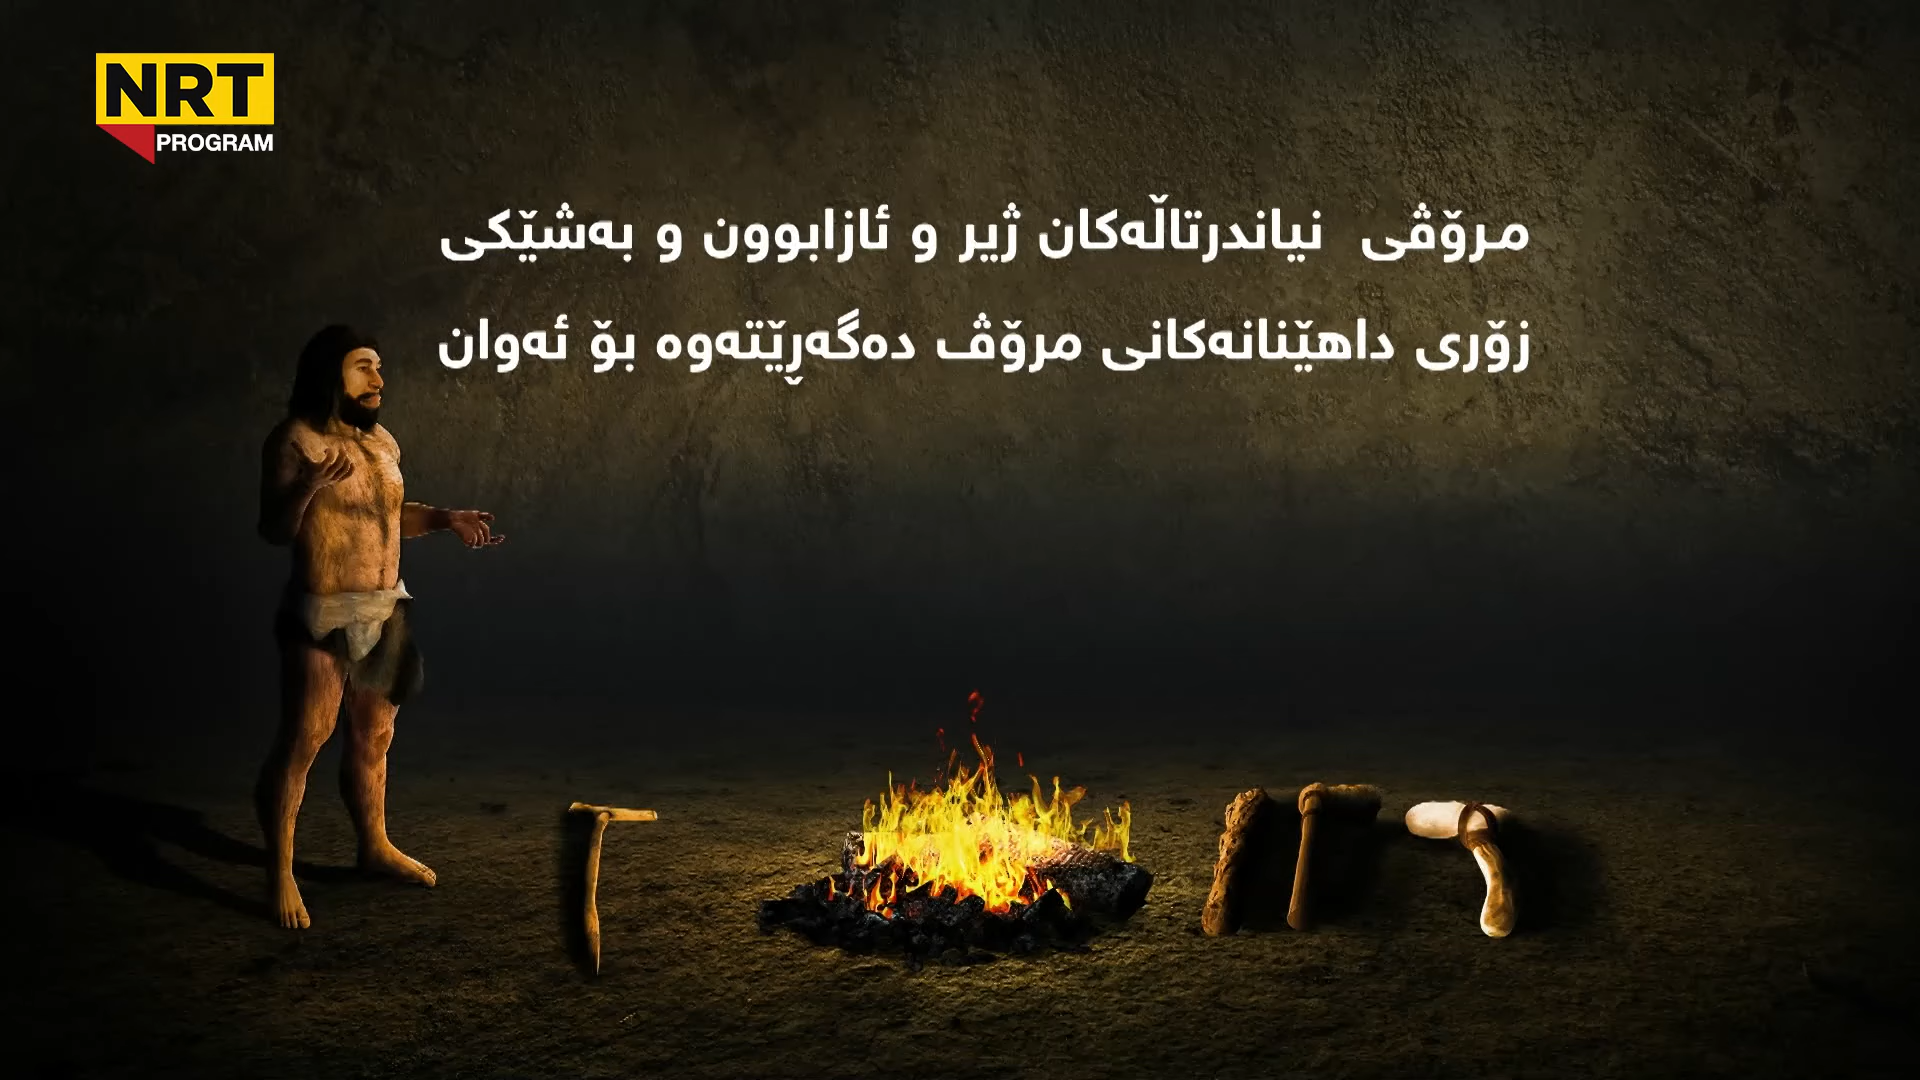 NRT
PROGRAM
مرۆڤی نیاندرتاڵەکان ژیر و ئازابوون و بەشێکی
زۆری داهێنانەکانی مرۆڤ دەگەڕێتەوە بۆ ئەوان